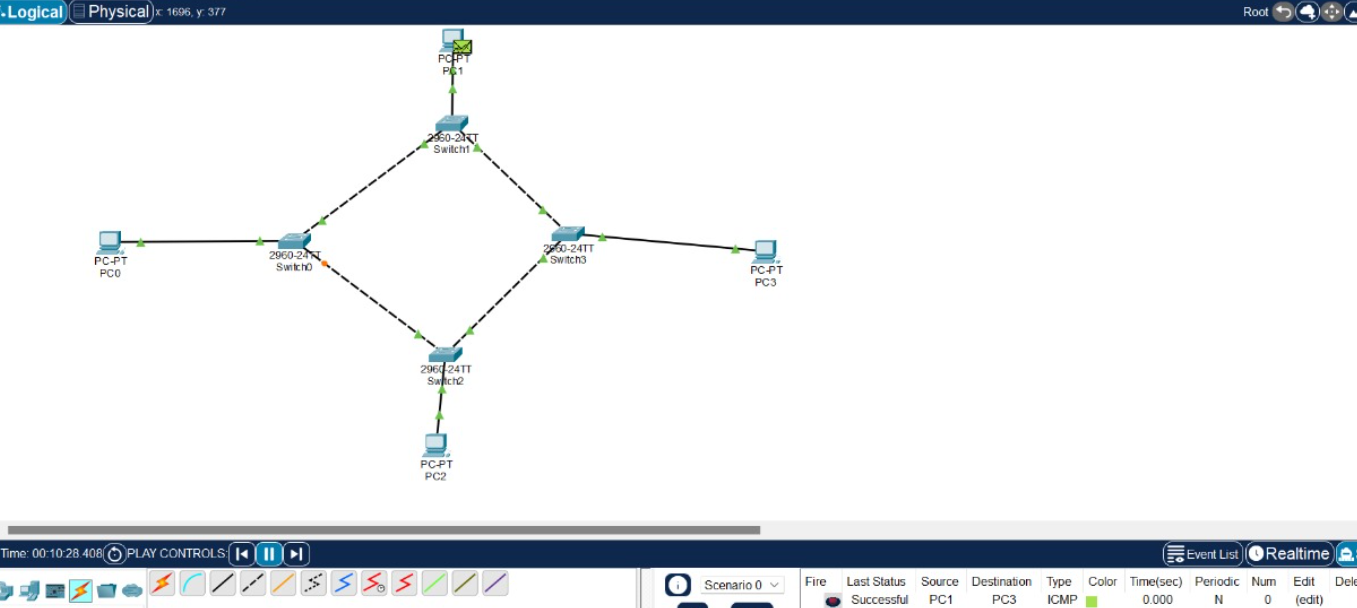 Logical Physical x: 1696, y: 377 Root
PC-PT
PC1
2960-24TT
Switch1
PC-PT
PC0
2960-24TT
Switch0
2960-24TT
Switch3
PC-PT
PC3
2960-24TT
Switch2
PC-PT
PC2
Time: 00:10:28.408 PLAY CONTROLS: Event List Realtime
Scenario 0
Fire Last Status Source Destination Type Color Time(sec) Periodic Num Edit Dele
Successful PC1 PC3 ICMP 0.000 N 0 (edit)